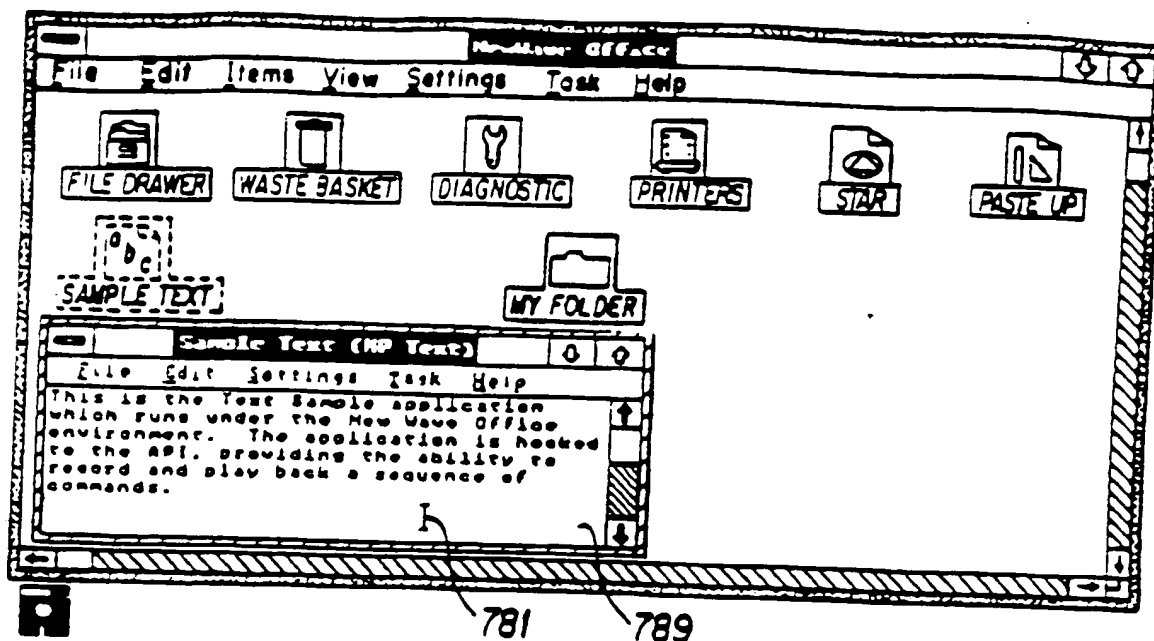 NewWave Office
File Edit Items View Settings Task Help
FILE DRAWER WASTE BASKET DIAGNOSTIC PRINTERS STAR PASTE UP
a b c
SAMPLE TEXT MY FOLDER
Sample Text (HP Text)
File Edit Settings Task Help
This is the Text Sample application
which runs under the New Wave Office
environment. The application is hooked
to the API, providing the ability to
record and play back a sequence of
commands.
781 789